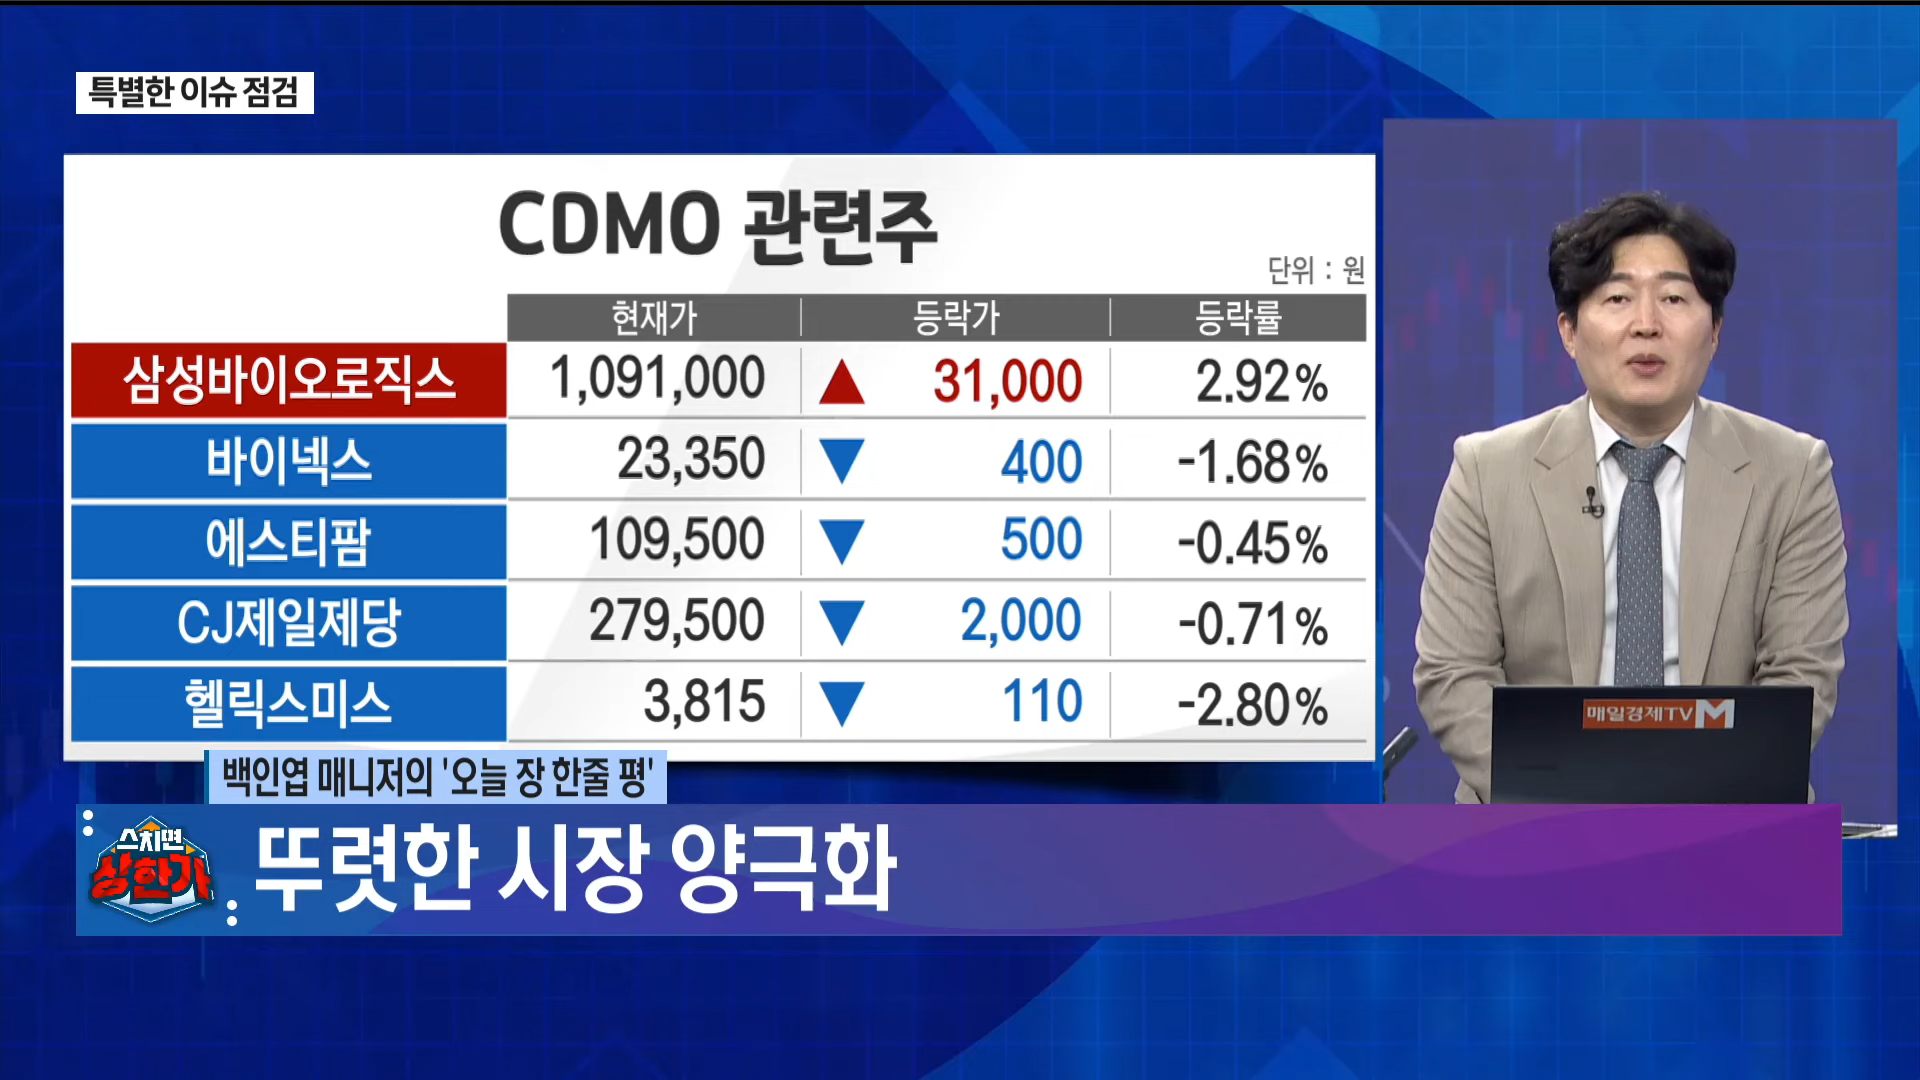 특별한 이슈 점검
CDMO 관련주
단위 : 원
현재가 등락가 등락률
삼성바이오로직스 1,091,000 ▲ 31,000 2.92%
바이넥스 23,350 ▼ 400 -1.68%
에스티팜 109,500 ▼ 500 -0.45%
CJ제일제당 279,500 ▼ 2,000 -0.71%
헬릭스미스 3,815 ▼ 110 -2.80%
매일경제TV M
백인엽 매니저의 '오늘 장 한줄 평'
스치면
상한가
뚜렷한 시장 양극화